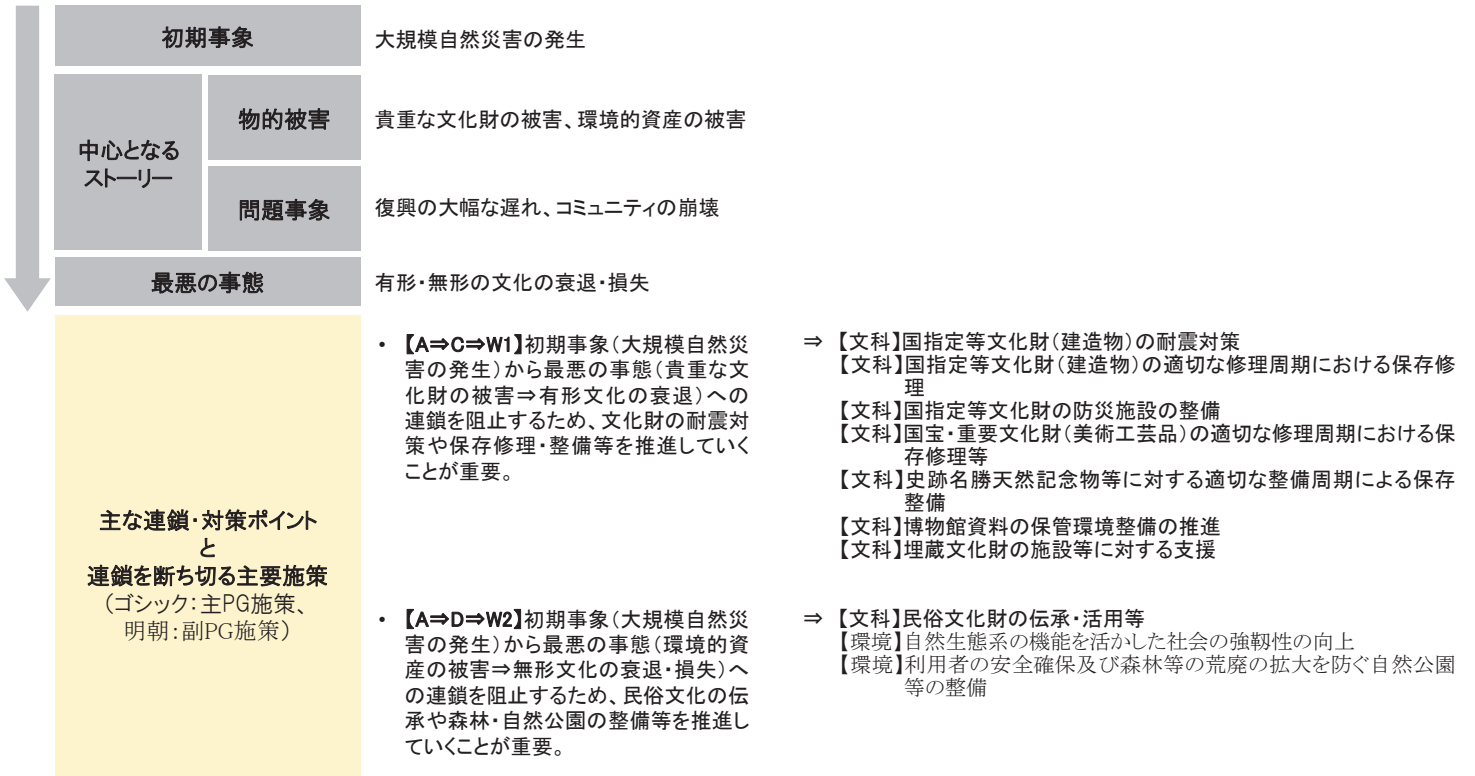 初期事象
大規模自然災害の発生
中心となる
ストーリー
物的被害
貴重な文化財の被害、環境的資産の被害
問題事象
復興の大幅な遅れ、コミュニティの崩壊
最悪の事態
有形・無形の文化の衰退・損失
主な連鎖・対策ポイント
と
連鎖を断ち切る主要施策
（ゴシック：主PG施策、
明朝：副PG施策）
• 【A⇒C⇒W1】初期事象（大規模自然災
害の発生）から最悪の事態（貴重な文
化財の被害⇒有形文化の衰退）への
連鎖を阻止するため、文化財の耐震対
策や保存修理・整備等を推進していく
ことが重要。
⇒ 【文科】国指定等文化財（建造物）の耐震対策
【文科】国指定等文化財（建造物）の適切な修理周期における保存修
理
【文科】国指定等文化財の防災施設の整備
【文科】国宝・重要文化財（美術工芸品）の適切な修理周期における保
存修理等
【文科】史跡名勝天然記念物等に対する適切な整備周期による保存
整備
【文科】博物館資料の保管環境整備の推進
【文科】埋蔵文化財の施設等に対する支援
• 【A⇒D⇒W2】初期事象（大規模自然災
害の発生）から最悪の事態（環境的資
産の被害⇒無形文化の衰退・損失）へ
の連鎖を阻止するため、民俗文化の伝
承や森林・自然公園の整備等を推進し
ていくことが重要。
⇒ 【文科】民俗文化財の伝承・活用等
【環境】自然生態系の機能を活かした社会の強靱性の向上
【環境】利用者の安全確保及び森林等の荒廃の拡大を防ぐ自然公園
等の整備